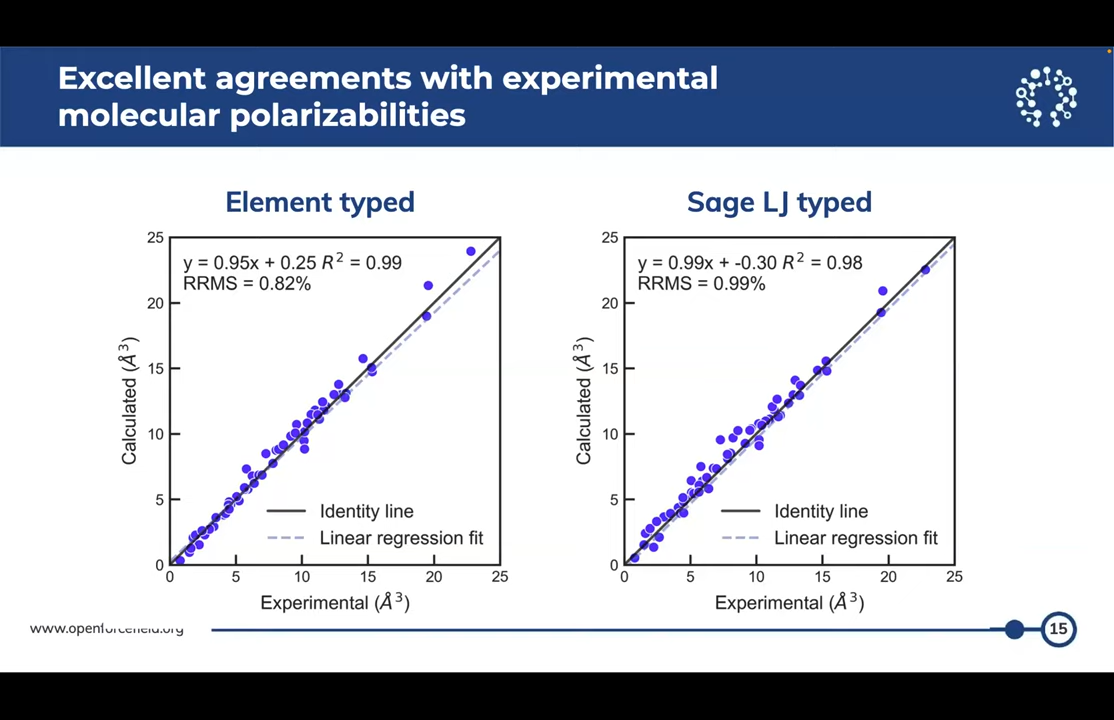 Excellent agreements with experimental
molecular polarizabilities
Element typed
25
20
15
10
5
0
0
5
10
15
20
25
Calculated (Å³)
y = 0.95x + 0.25 R² = 0.99
RRMS = 0.82%
Identity line
Linear regression fit
Experimental (Å³)
Sage LJ typed
25
20
15
10
5
0
0
5
10
15
20
25
Calculated (Å³)
y = 0.99x + -0.30 R² = 0.98
RRMS = 0.99%
Identity line
Linear regression fit
Experimental (Å³)
www.openforcefield.org
15